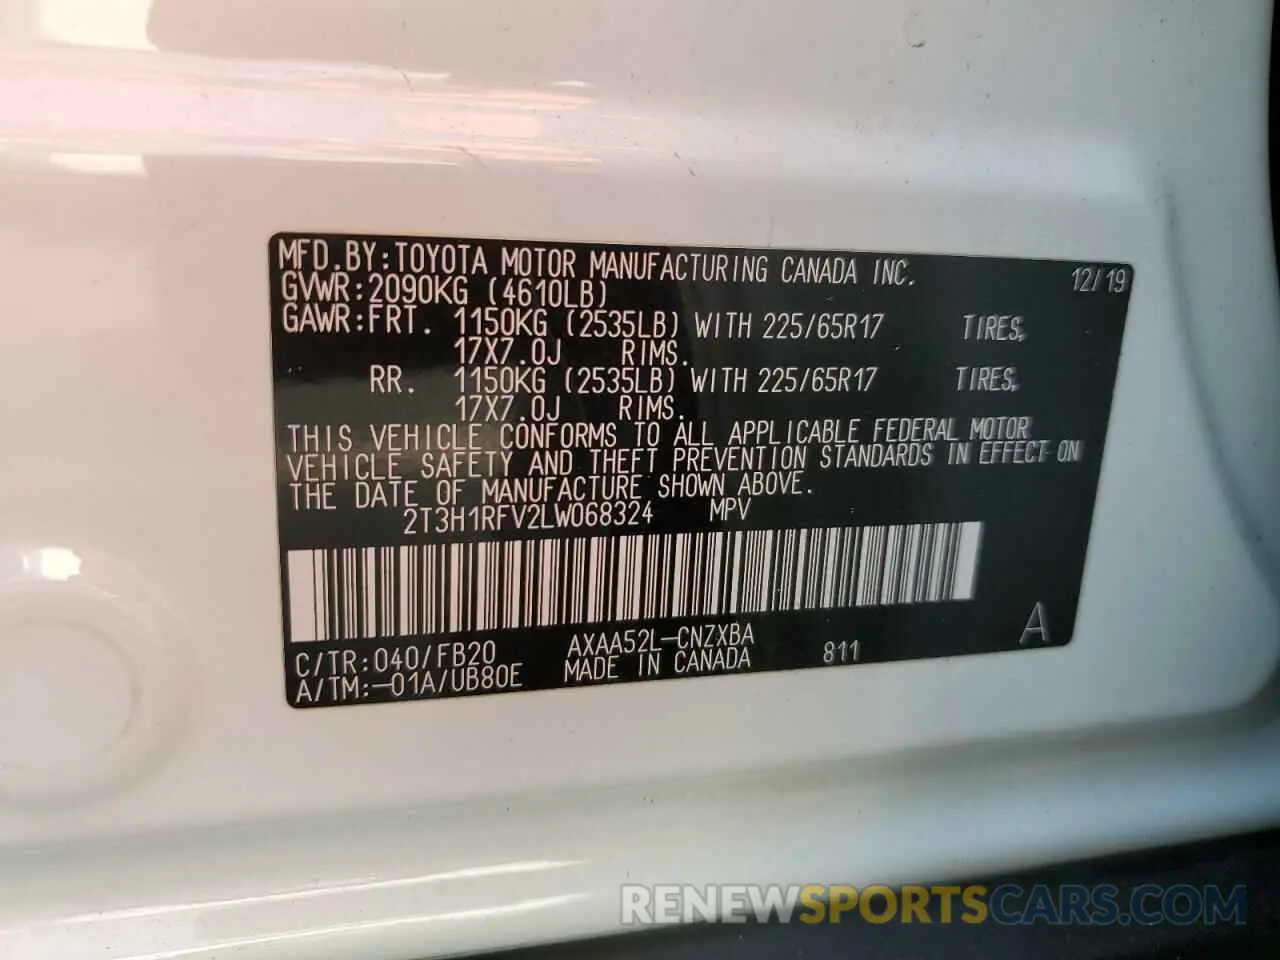 MFD.BY:TOYOTA MOTOR MANUFACTURING CANADA INC. 12/19
GVWR:2090KG (4610LB)
GAWR:FRT. 1150KG (2535LB) WITH 225/65R17 TIRES,
17X7.0J RIMS.
RR. 1150KG (2535LB) WITH 225/65R17 TIRES,
17X7.0J RIMS.
THIS VEHICLE CONFORMS TO ALL APPLICABLE FEDERAL MOTOR
VEHICLE SAFETY AND THEFT PREVENTION STANDARDS IN EFFECT ON
THE DATE OF MANUFACTURE SHOWN ABOVE.
2T3H1RFV2LW068324 MPV
A
C/TR:040/FB20 AXAA52L-CNZXBA 811
A/TM:-01A/UB80E MADE IN CANADA
RENEWSPORTSCARS.COM